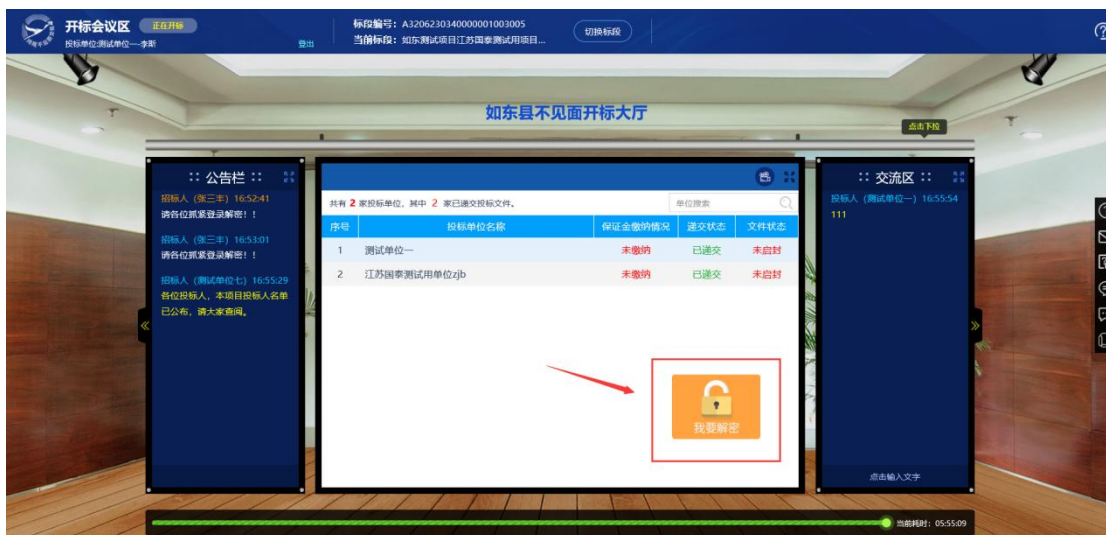 开标会议区 正在开标
投标单位:测试单位一-李斯
登出
标段编号：A3206230340000001003005
当前标段：如东测试项目江苏国泰测试用项目...
切换标段
如东县不见面开标大厅
点击下拉
:: 公告栏 ::
招标人（张三丰）16:52:41
请各位抓紧登录解密！！
招标人（张三丰）16:53:01
请各位抓紧登录解密！！
招标人（测试单位七）16:55:29
各位投标人，本项目投标人名单
已公布，请大家查阅。
共有 2 家投标单位，其中 2 家已递交投标文件。
单位搜索
序号 投标单位名称 保证金缴纳情况 递交状态 文件状态
1 测试单位一 未缴纳 已递交 未启封
2 江苏国泰测试用单位zjb 未缴纳 已递交 未启封
我要解密
:: 交流区 ::
投标人（测试单位一）16:55:54
111
点击输入文字
当前耗时：05:55:09